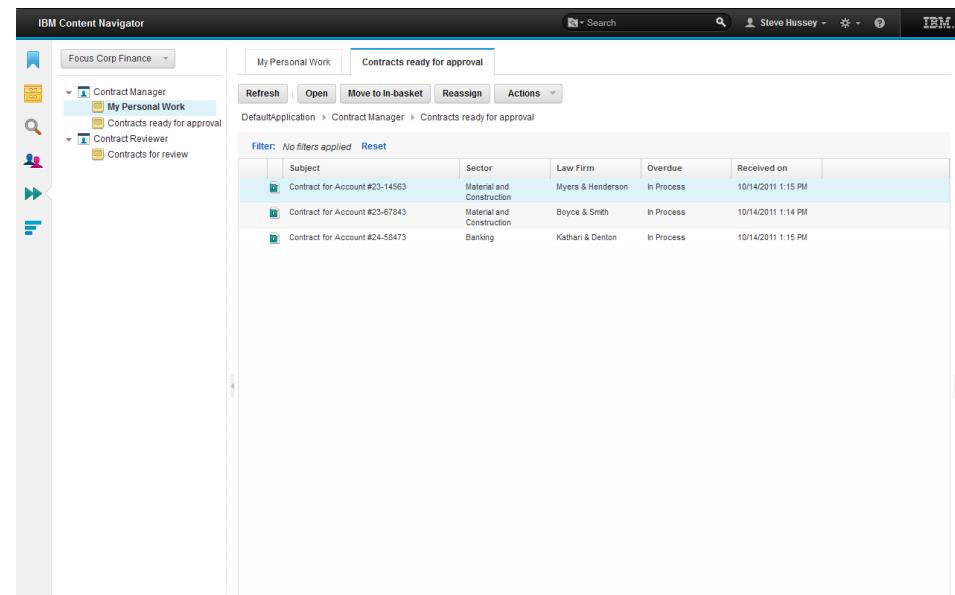 IBM Content Navigator
Search
Steve Hussey
IBM.
Focus Corp Finance
Contract Manager
My Personal Work
Contracts ready for approval
Contract Reviewer
Contracts for review
My Personal Work
Contracts ready for approval
Refresh Open Move to In-basket Reassign Actions
DefaultApplication Contract Manager Contracts ready for approval
Filter: No filters applied Reset
Subject Sector Law Firm Overdue Received on
Contract for Account #23-14563 Material and Myers & Henderson In Process 10/14/2011 1:15 PM
Construction
Contract for Account #23-67843 Material and Boyce & Smith In Process 10/14/2011 1:14 PM
Construction
Contract for Account #24-58473 Banking Kathari & Denton In Process 10/14/2011 1:15 PM